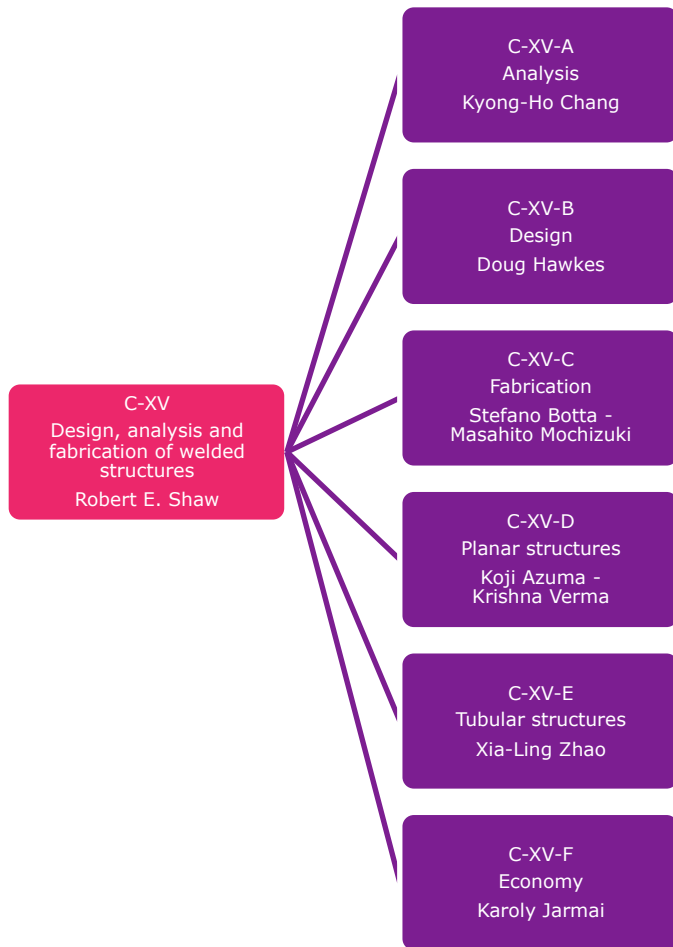 C-XV-A
Analysis
Kyong-Ho Chang
C-XV-B
Design
Doug Hawkes
C-XV-C
Fabrication
Stefano Botta -
Masahito Mochizuki
C-XV
Design, analysis and
fabrication of welded
structures
Robert E. Shaw
C-XV-D
Planar structures
Koji Azuma -
Krishna Verma
C-XV-E
Tubular structures
Xia-Ling Zhao
C-XV-F
Economy
Karoly Jarmai